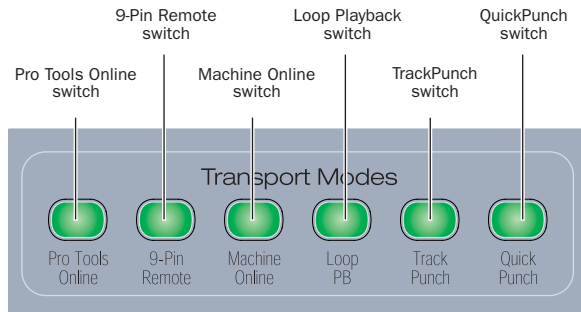 9-Pin Remote
switch
Loop Playback
switch
QuickPunch
switch
Pro Tools Online
switch
Machine Online
switch
TrackPunch
switch
Transport Modes
Pro Tools
Online
9-Pin
Remote
Machine
Online
Loop
PB
Track
Punch
Quick
Punch